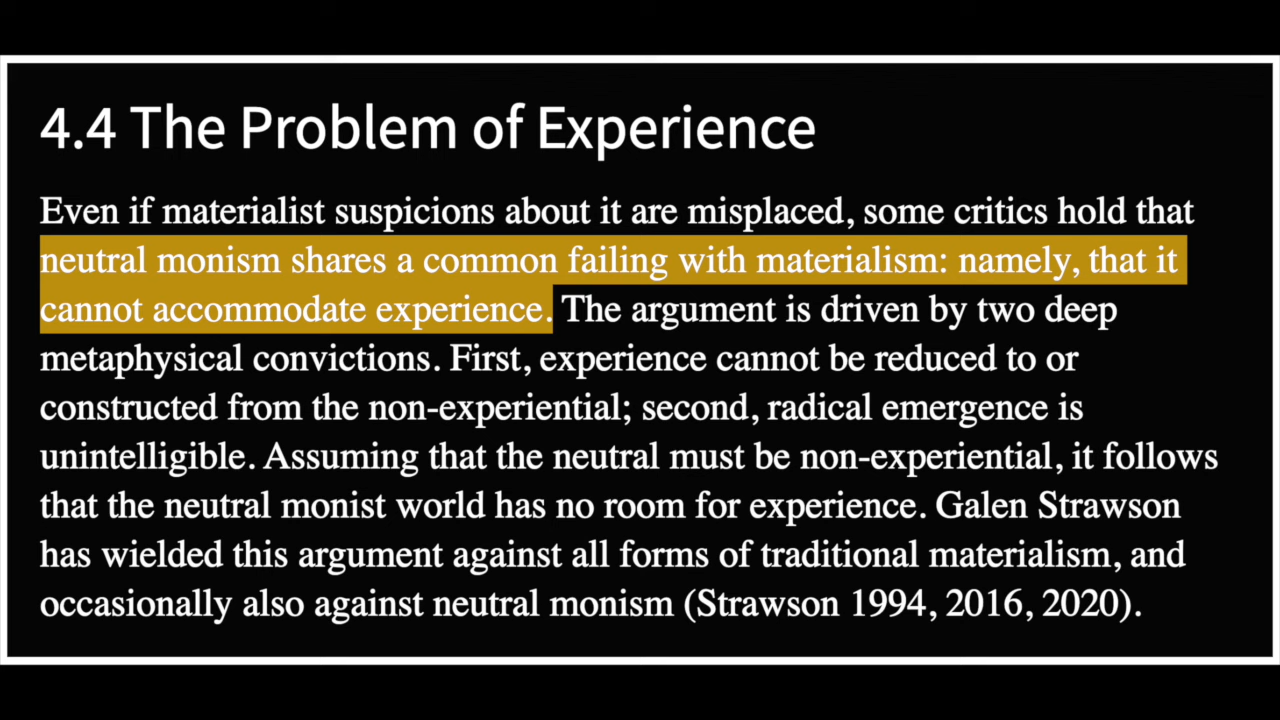 4.4 The Problem of Experience
Even if materialist suspicions about it are misplaced, some critics hold that
neutral monism shares a common failing with materialism: namely, that it
cannot accommodate experience. The argument is driven by two deep
metaphysical convictions. First, experience cannot be reduced to or
constructed from the non-experiential; second, radical emergence is
unintelligible. Assuming that the neutral must be non-experiential, it follows
that the neutral monist world has no room for experience. Galen Strawson
has wielded this argument against all forms of traditional materialism, and
occasionally also against neutral monism (Strawson 1994, 2016, 2020).